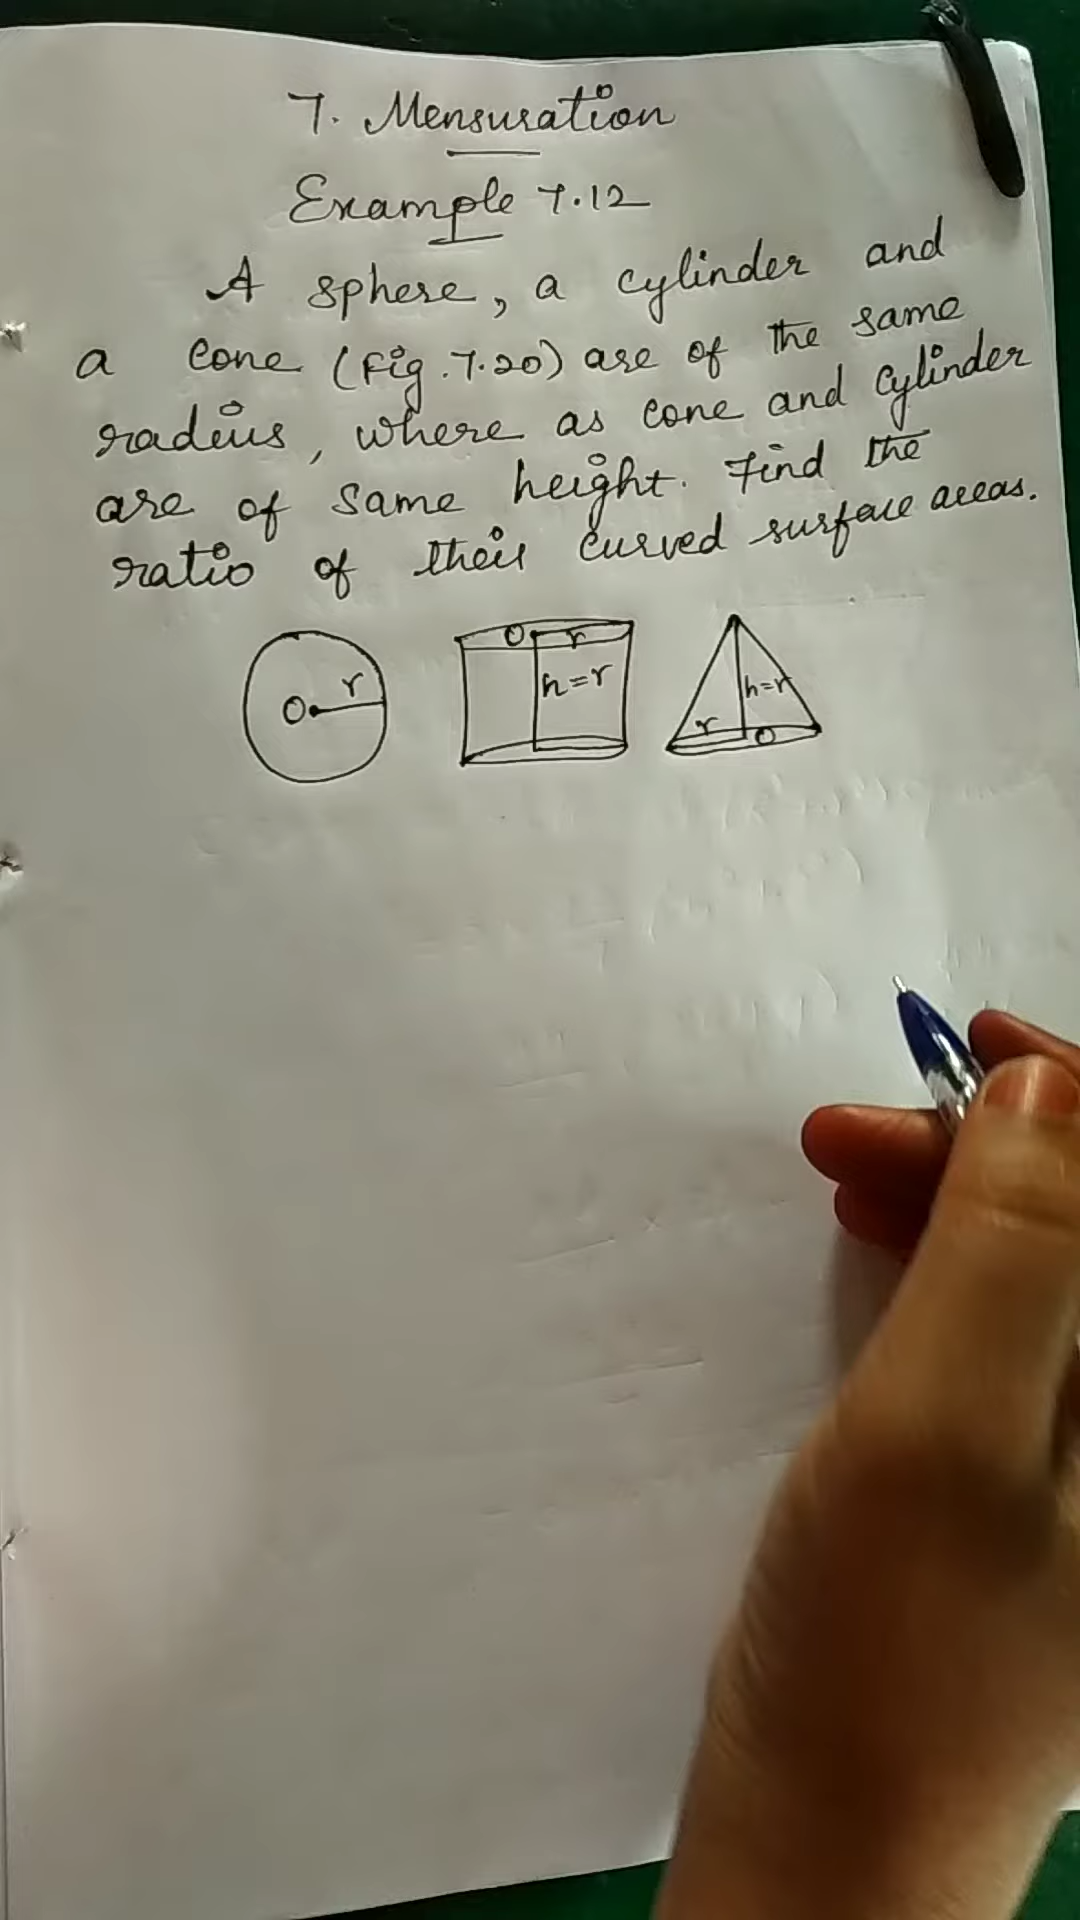 7. Mensuration
Example 7.12
A sphere, a cylinder and
a cone (Fig. 7.20) are of the same
radius, where as cone and cylinder
are of same height. Find the
ratio of their curved surface areas.
O r
O r
h=r
h=r
r O